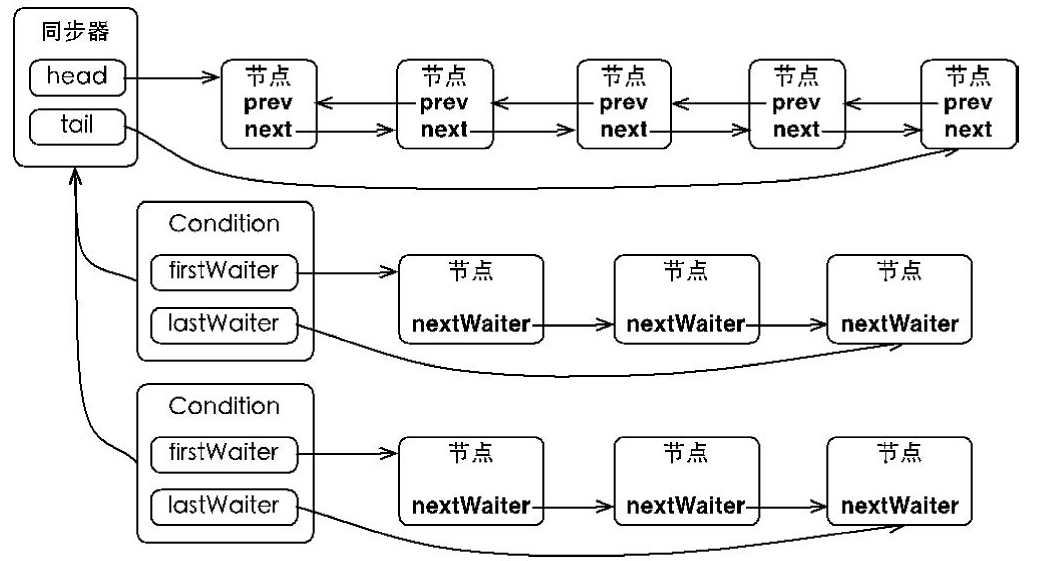 同步器
head
tail
节点 节点 节点 节点 节点
prev prev prev prev prev
next next next next next
Condition
firstWaiter
lastWaiter
节点 节点 节点
nextWaiter nextWaiter nextWaiter
Condition
firstWaiter
lastWaiter
节点 节点 节点
nextWaiter nextWaiter nextWaiter